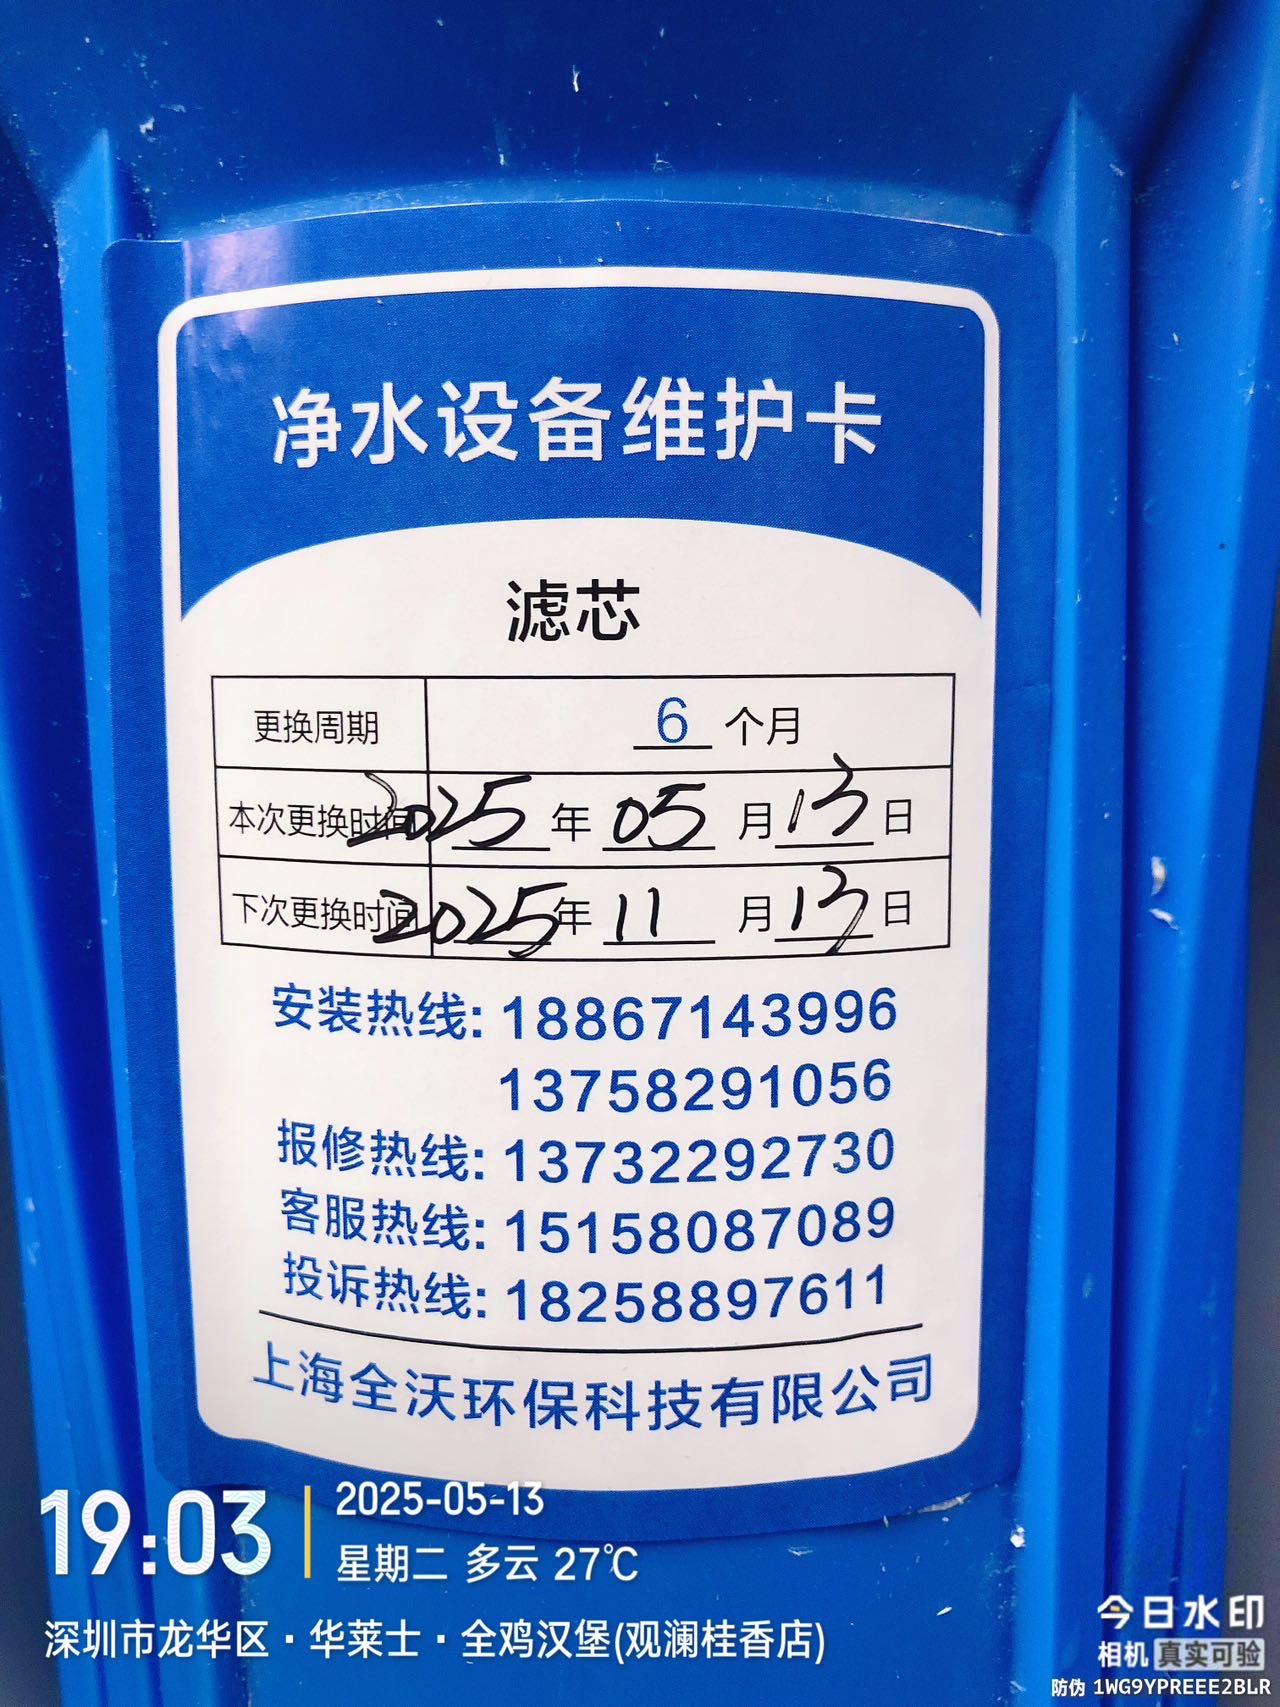 净水设备维护卡
滤芯
更换周期 6 个月
本次更换时间 2025 年 05 月 13 日
下次更换时间 2025 年 11 月 13 日
安装热线: 18867143996
13758291056
报修热线: 13732292730
客服热线: 15158087089
投诉热线: 18258897611
上海全沃环保科技有限公司
19:03
2025-05-13
星期二 多云 27℃
深圳市龙华区·华莱士·全鸡汉堡(观澜桂香店)
今日水印
相机 真实可验
防伪 1WG9YPREEE2BLR